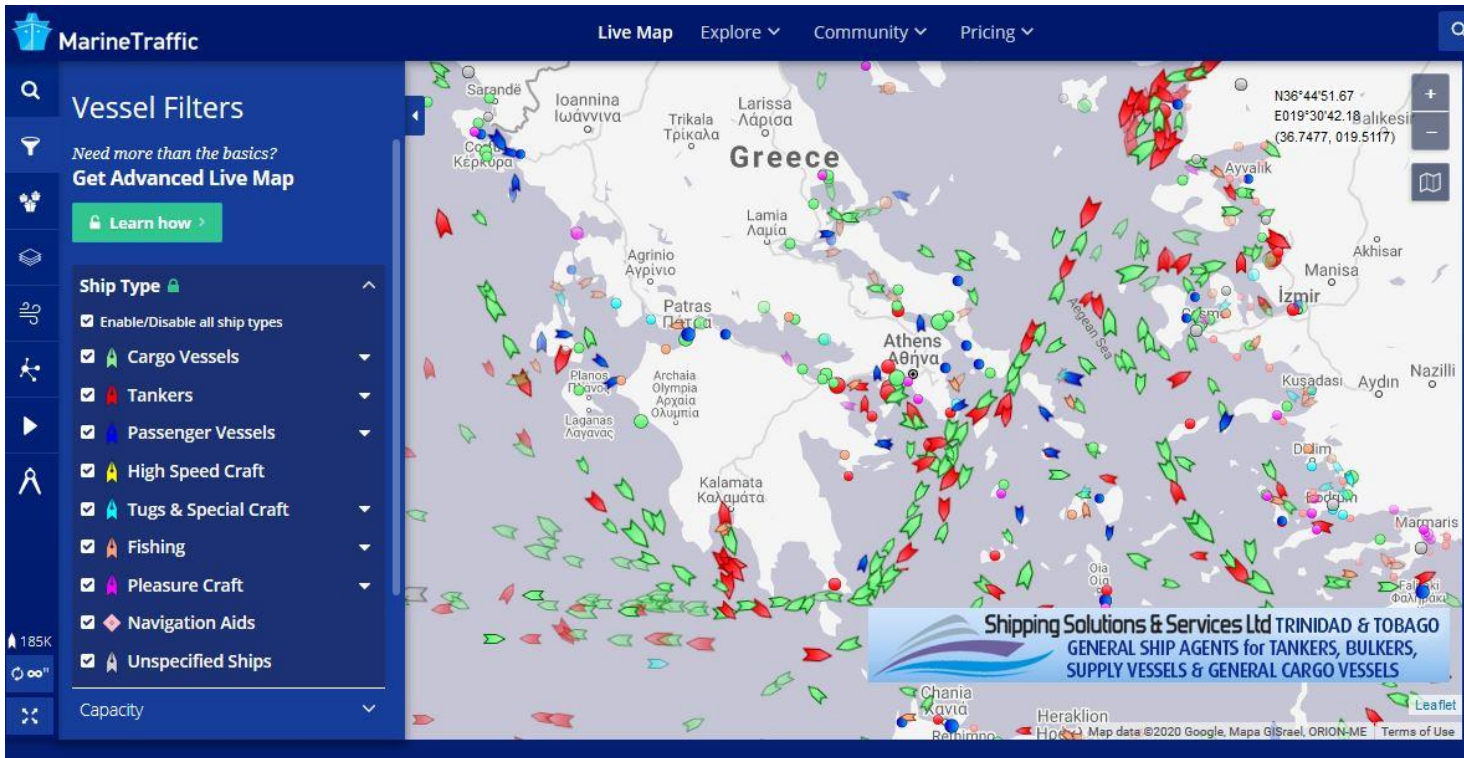 MarineTraffic
Live Map
Explore
Community
Pricing
Vessel Filters
Need more than the basics?
Get Advanced Live Map
Learn how
Ship Type
Enable/Disable all ship types
Cargo Vessels
Tankers
Passenger Vessels
High Speed Craft
Tugs & Special Craft
Fishing
Pleasure Craft
Navigation Aids
Unspecified Ships
Capacity
185K
∞"
N36°44'51.67
E019°30'42.18
(36.7477, 019.5117)
+
−
Sarandë
Ioannina
Ιωάννινα
Larissa
Λάρισα
Trikala
Τρίκαλα
Κέρκυρα
Greece
Balıkesir
Ayvalık
Lamia
Λαμία
Akhisar
Agrinio
Αγρίνιο
Manisa
İzmir
Patras
Aegean Sea
Athens
Αθήνα
Planos
Archaia
Olympia
Αρχαία
Ολυμπία
Laganas
Λαγανάς
Kuşadası
Aydın
Nazilli
Didim
Kalamata
Καλαμάτα
Marmaris
Oia
Shipping Solutions & Services Ltd TRINIDAD & TOBAGO
GENERAL SHIP AGENTS for TANKERS, BULKERS,
SUPPLY VESSELS & GENERAL CARGO VESSELS
Chania
Χανιά
Heraklion
Leaflet
Map data ©2020 Google, Mapa GISrael, ORION-ME
Terms of Use